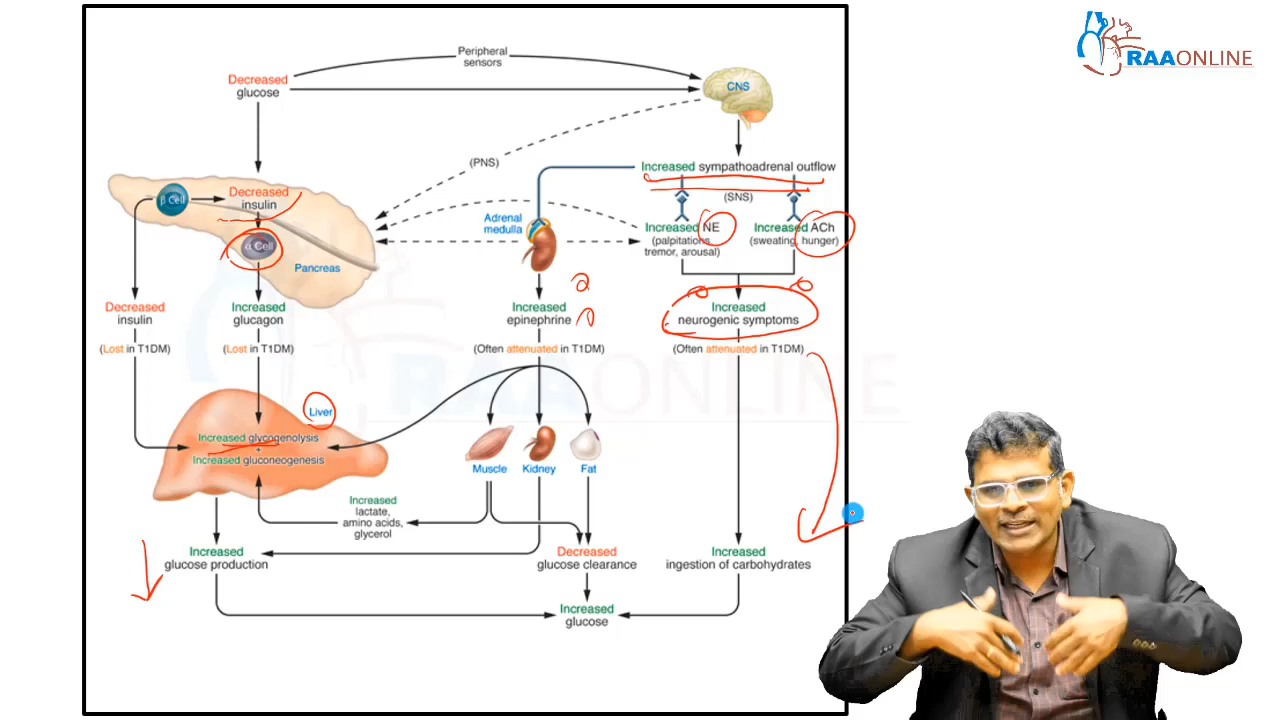 RAAONLINE
Peripheral
sensors
Decreased
glucose
CNS
(PNS)
Increased sympathoadrenal outflow
(SNS)
β Cell
Decreased
insulin
α Cell
Pancreas
Adrenal
medulla
Increased NE
(palpitations,
tremor, arousal)
Increased ACh
(sweating, hunger)
Decreased
insulin
(Lost in T1DM)
Increased
glucagon
(Lost in T1DM)
Increased
epinephrine
(Often attenuated in T1DM)
Increased
neurogenic symptoms
(Often attenuated in T1DM)
RAAONLINE
Liver
Increased glycogenolysis
+
Increased gluconeogenesis
Muscle
Kidney
Fat
Increased
lactate,
amino acids,
glycerol
Increased
glucose production
Decreased
glucose clearance
Increased
ingestion of carbohydrates
Increased
glucose